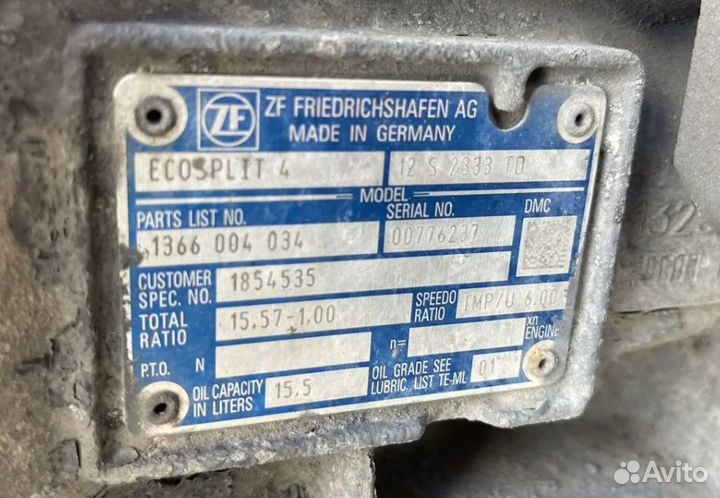 ZF ZF FRIEDRICHSHAFEN AG
MADE IN GERMANY
ECOSPLIT 4 12 S 2333 TD
MODEL
PARTS LIST NO. SERIAL NO. DMC
1366 004 034 00776237
CUSTOMER SPEC. NO. 1854535
TOTAL RATIO 15.57-1.00 SPEEDO RATIO IMP/U 6.00
P.T.O. N n= xn ENGINE
OIL CAPACITY IN LITERS 15.5 OIL GRADE SEE LUBRIC. LIST TE-ML 01
132
Avito